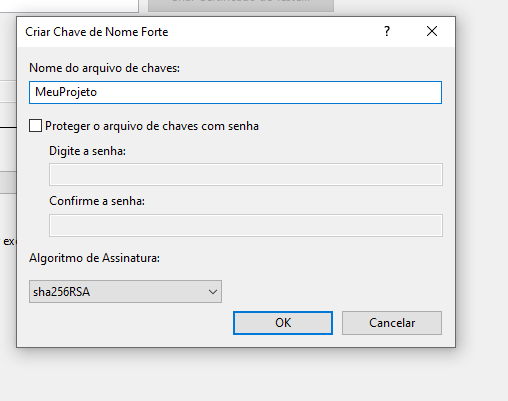 Criar Chave de Nome Forte
Nome do arquivo de chaves:
MeuProjeto
Proteger o arquivo de chaves com senha
Digite a senha:
Confirme a senha:
exe
Algoritmo de Assinatura:
sha256RSA
OK
Cancelar